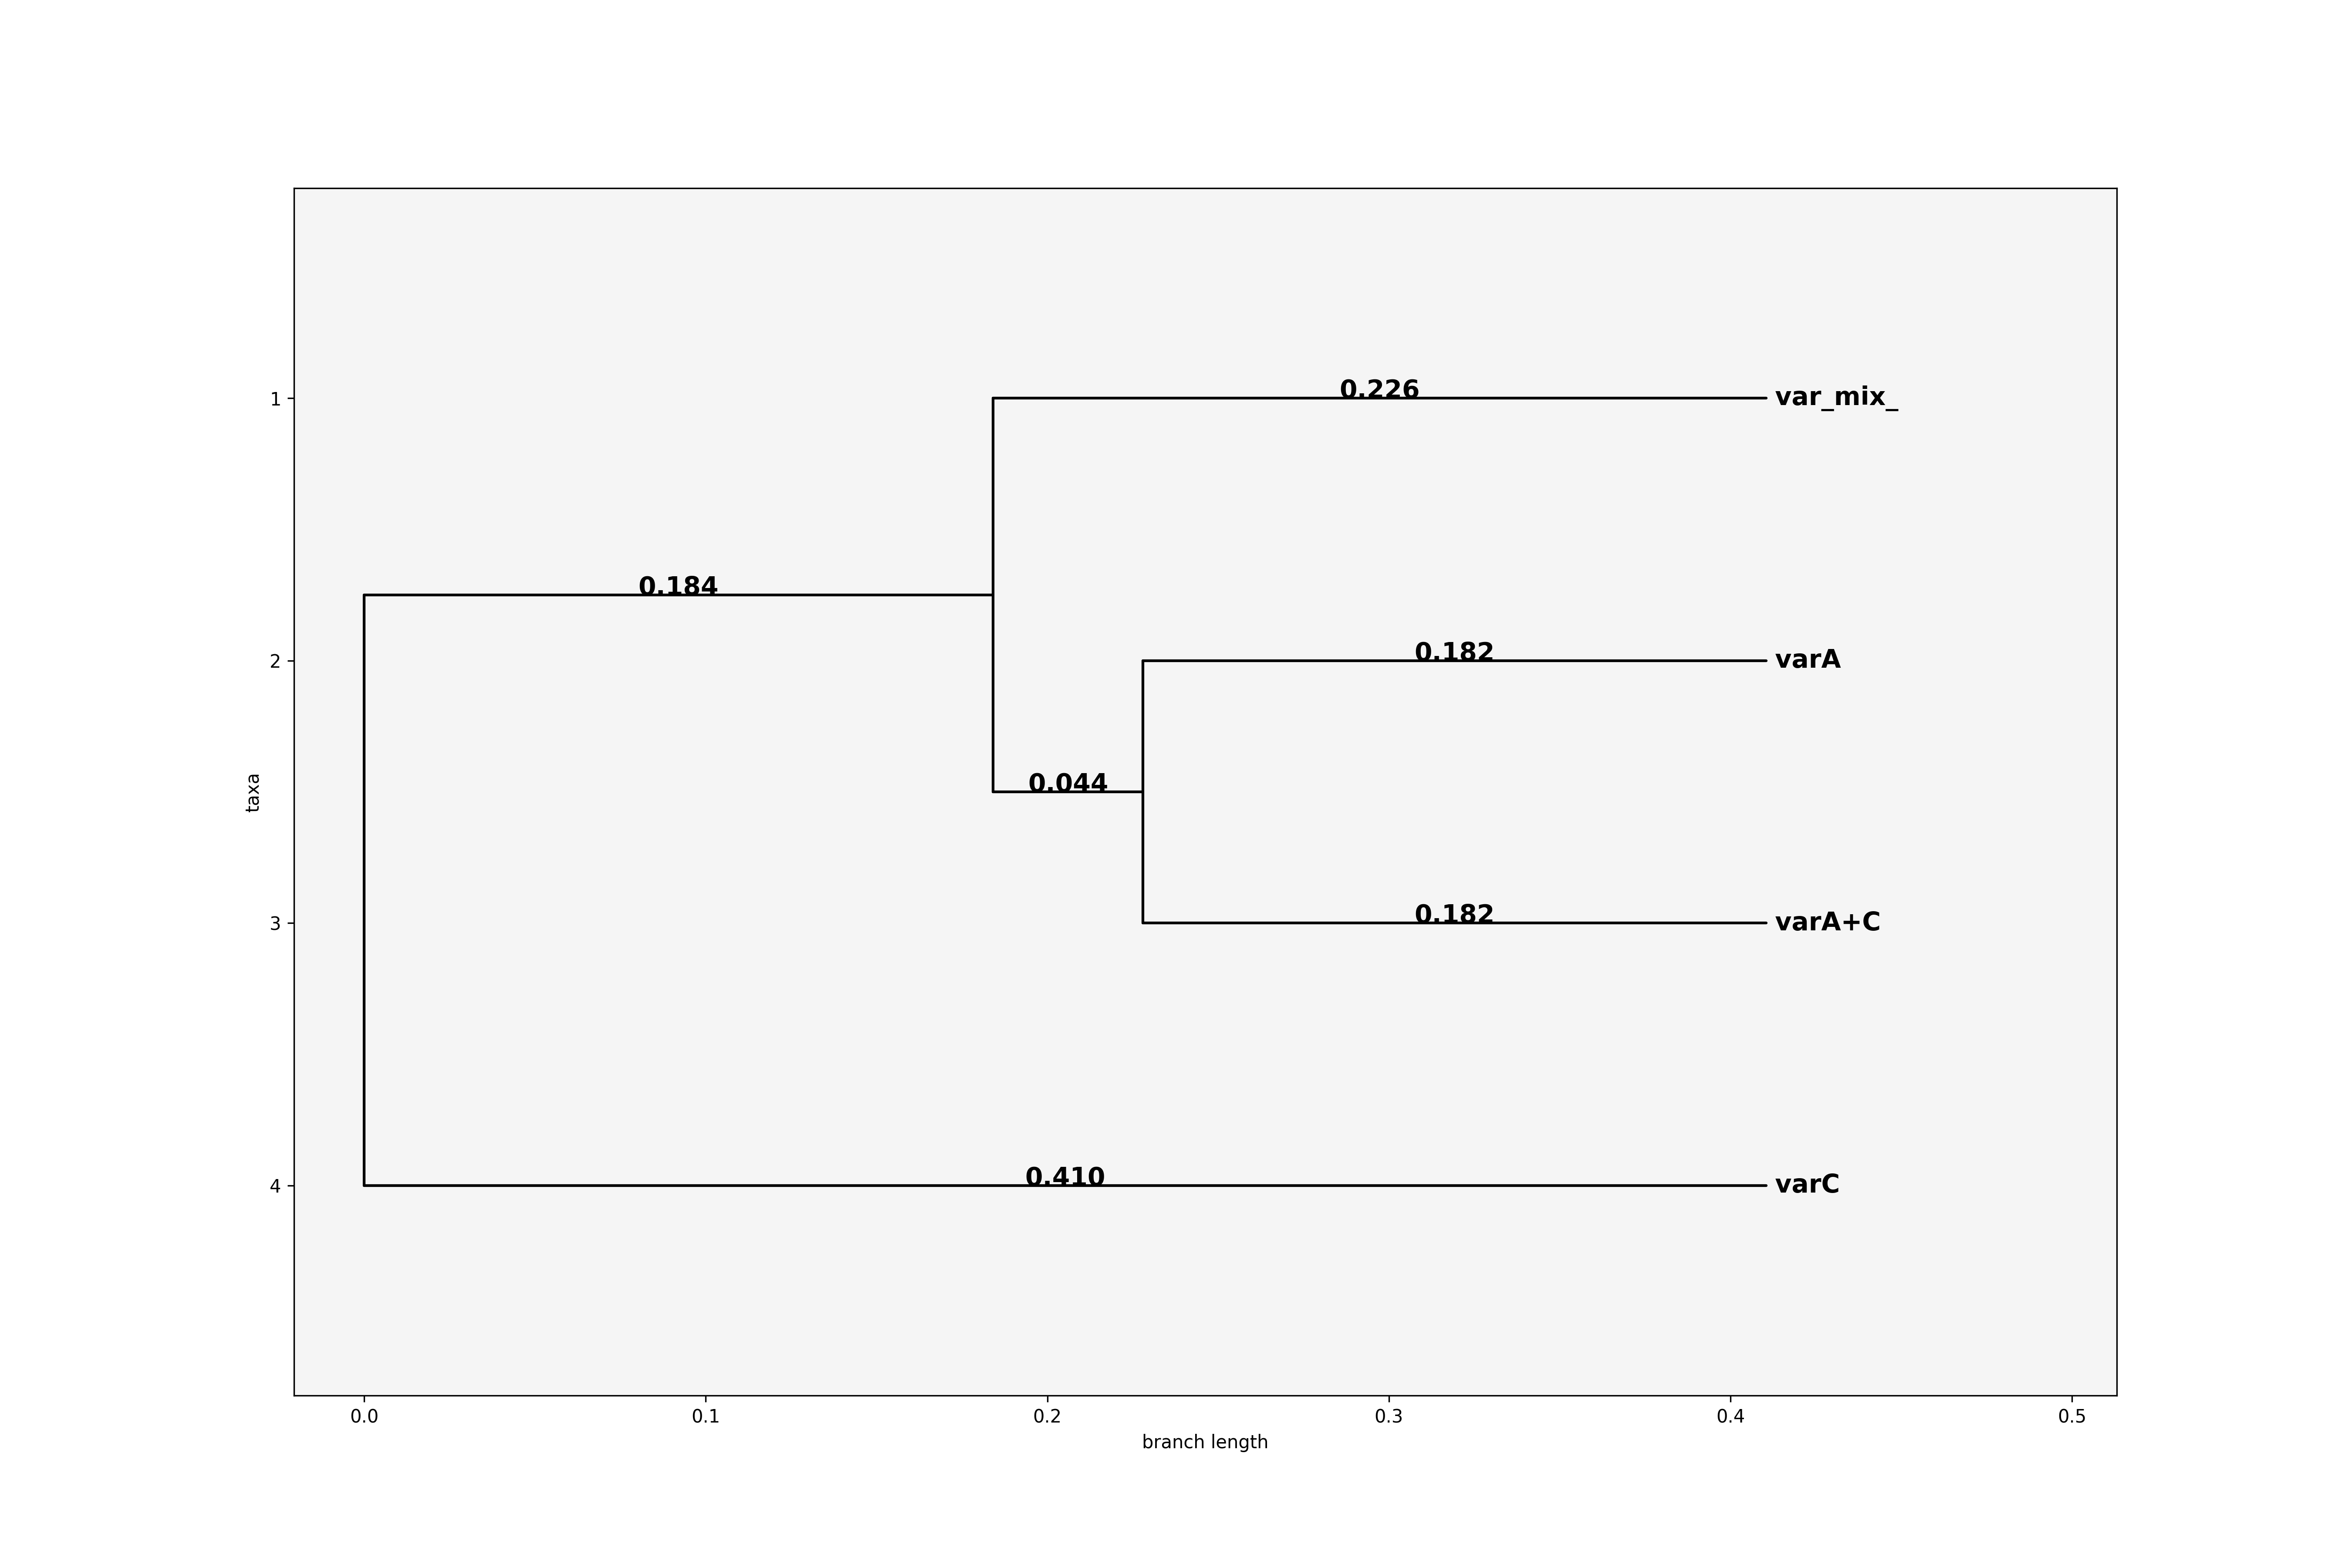 0.226
1 var_mix_
0.184
0.182
2 varA
0.044
taxa
0.182
3 varA+C
0.410
4 varC
0.0 0.1 0.2 0.3 0.4 0.5
branch length